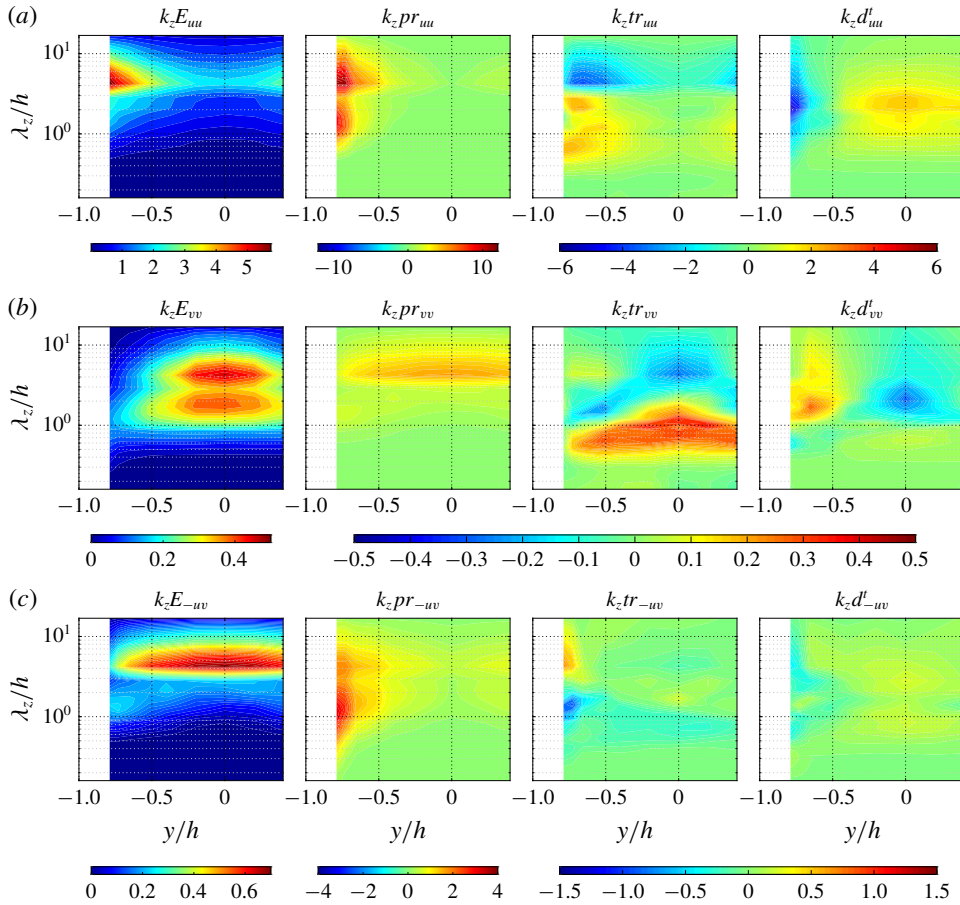 (a) k_zE_uu k_zpr_uu k_ztr_uu k_zd^t_uu
λ_z/h
10^1
10^0
−1.0 −0.5 0 −1.0 −0.5 0 −1.0 −0.5 0 −1.0 −0.5 0
1 2 3 4 5 −10 0 10 −6 −4 −2 0 2 4 6
(b) k_zE_vv k_zpr_vv k_ztr_vv k_zd^t_vv
λ_z/h
10^1
10^0
−1.0 −0.5 0 −1.0 −0.5 0 −1.0 −0.5 0 −1.0 −0.5 0
0 0.2 0.4 −0.5 −0.4 −0.3 −0.2 −0.1 0 0.1 0.2 0.3 0.4 0.5
(c) k_zE_−uv k_zpr_−uv k_ztr_−uv k_zd^t_−uv
λ_z/h
10^1
10^0
−1.0 −0.5 0 −1.0 −0.5 0 −1.0 −0.5 0 −1.0 −0.5 0
y/h y/h y/h y/h
0 0.2 0.4 0.6 −4 −2 0 2 4 −1.5 −1.0 −0.5 0 0.5 1.0 1.5